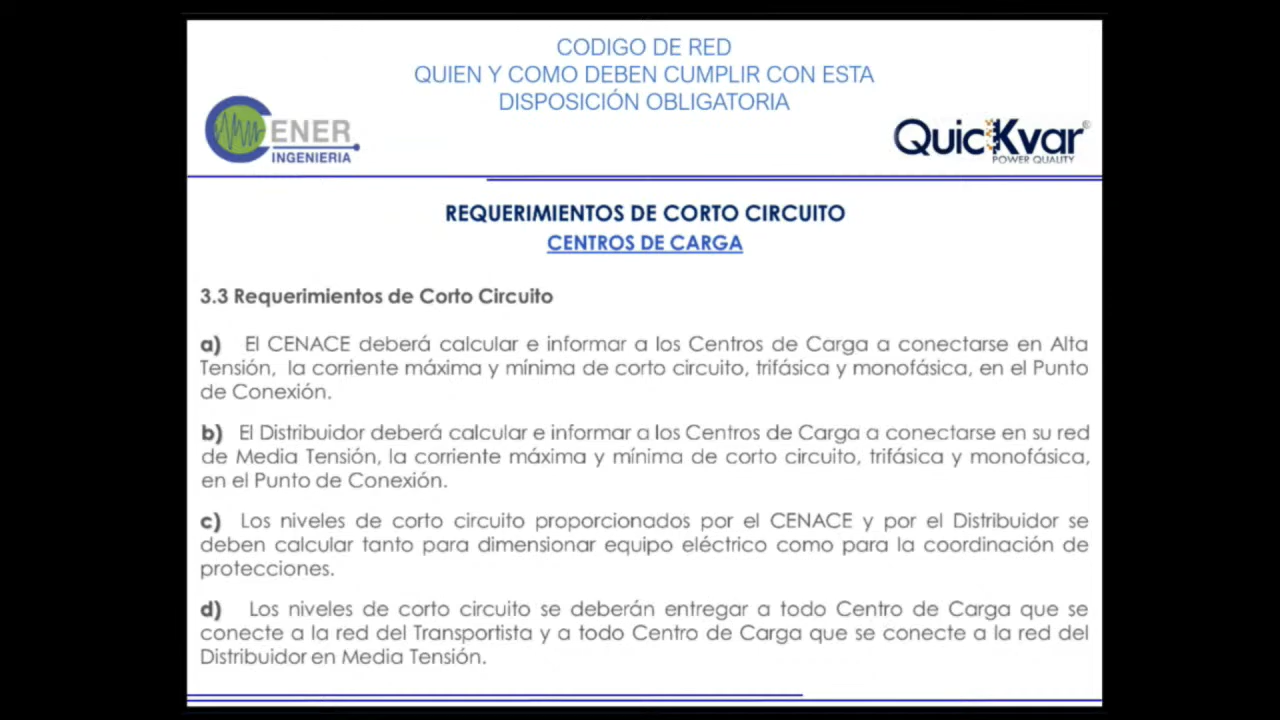 CODIGO DE RED
QUIEN Y COMO DEBEN CUMPLIR CON ESTA
DISPOSICIÓN OBLIGATORIA
CENER
INGENIERIA
QuicKvar®
POWER QUALITY
REQUERIMIENTOS DE CORTO CIRCUITO
CENTROS DE CARGA
3.3 Requerimientos de Corto Circuito
a) El CENACE deberá calcular e informar a los Centros de Carga a conectarse en Alta
Tensión, la corriente máxima y mínima de corto circuito, trifásica y monofásica, en el Punto
de Conexión.
b) El Distribuidor deberá calcular e informar a los Centros de Carga a conectarse en su red
de Media Tensión, la corriente máxima y mínima de corto circuito, trifásica y monofásica,
en el Punto de Conexión.
c) Los niveles de corto circuito proporcionados por el CENACE y por el Distribuidor se
deben calcular tanto para dimensionar equipo eléctrico como para la coordinación de
protecciones.
d) Los niveles de corto circuito se deberán entregar a todo Centro de Carga que se
conecte a la red del Transportista y a todo Centro de Carga que se conecte a la red del
Distribuidor en Media Tensión.